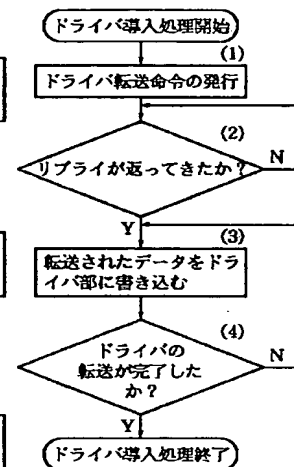 ドライバ導入処理開始
(1)
ドライバ転送命令の発行
(2)
リプライが返ってきたか?
N
Y
(3)
転送されたデータをドラ
イバ部に書き込む
(4)
ドライバの
転送が完了した
か?
N
Y
ドライバ導入処理終了